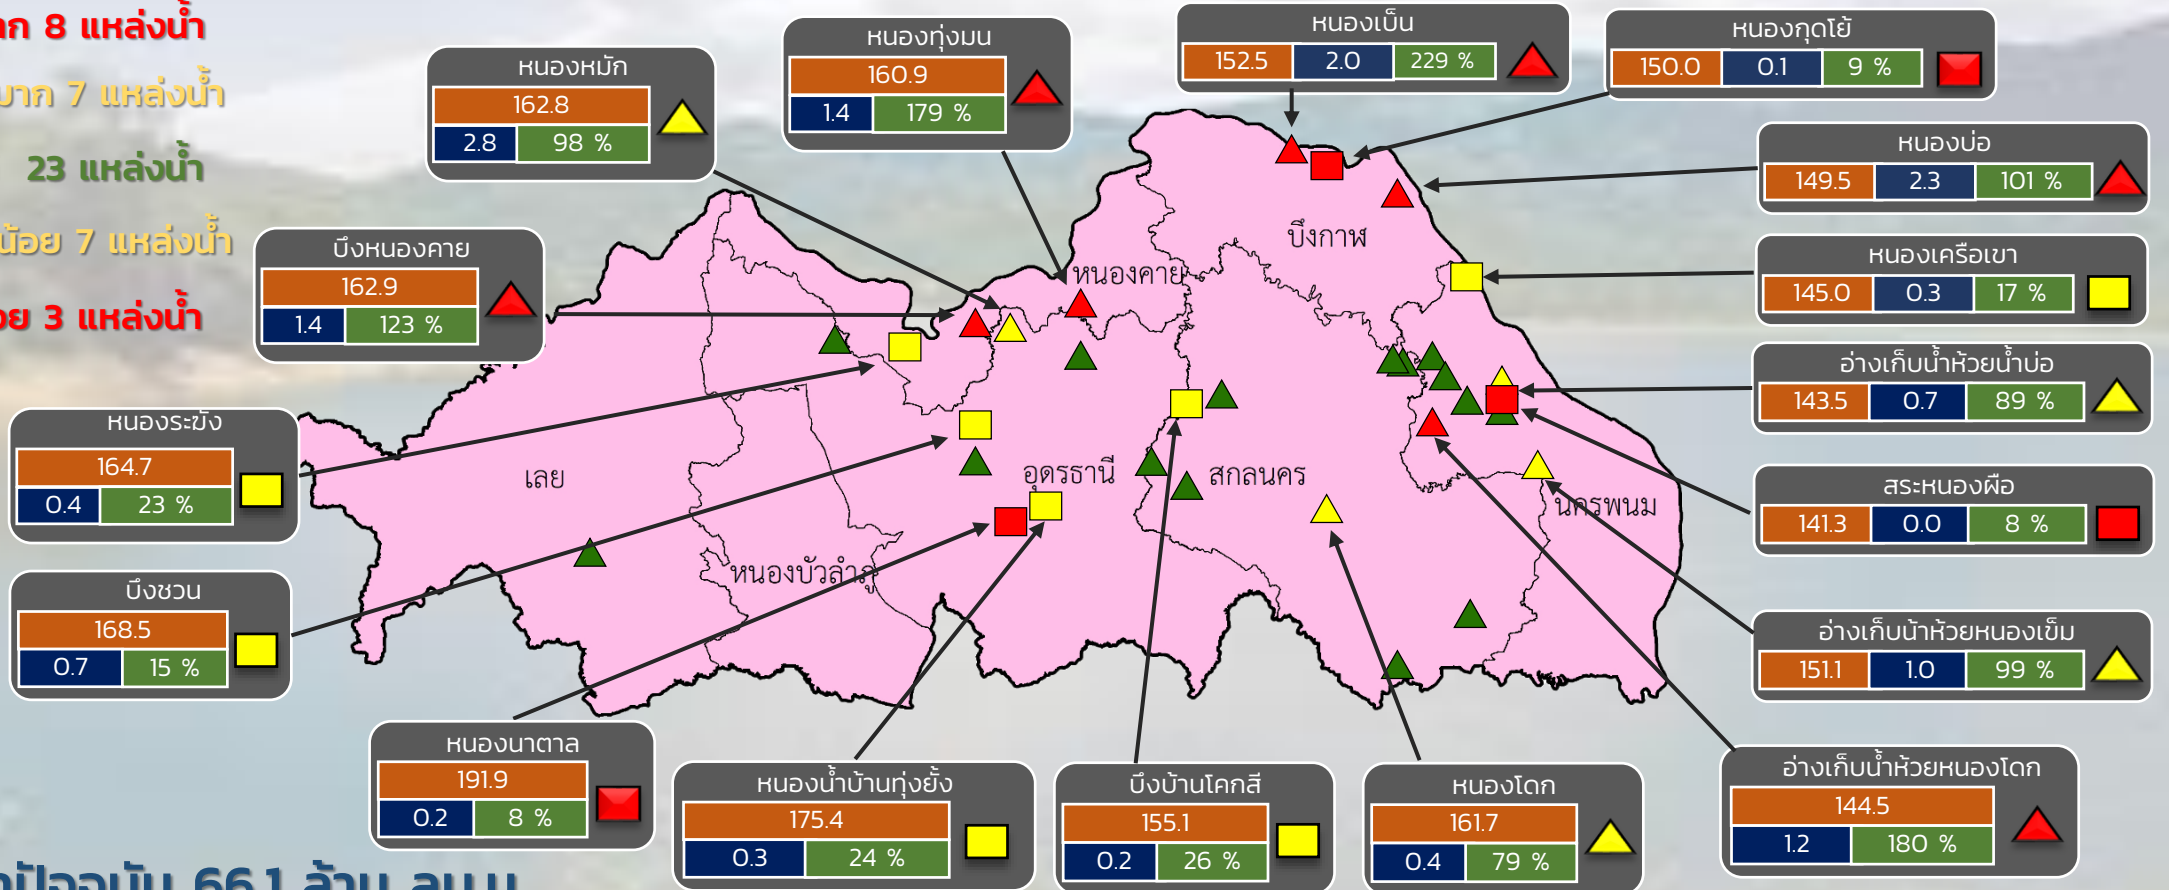 ก 8 แหล่งน้ำ
มาก 7 แหล่งน้ำ
23 แหล่งน้ำ
น้อย 7 แหล่งน้ำ
อย 3 แหล่งน้ำ
หนองหมัก
162.8
2.8 98 %
หนองทุ่งมน
160.9
1.4 179 %
หนองเบ็น
152.5 2.0 229 %
หนองกุดโย้
150.0 0.1 9 %
หนองบ่อ
149.5 2.3 101 %
หนองเครือเขา
145.0 0.3 17 %
อ่างเก็บน้ำห้วยน้ำบ่อ
143.5 0.7 89 %
สระหนองผือ
141.3 0.0 8 %
อ่างเก็บน้าห้วยหนองเข็ม
151.1 1.0 99 %
อ่างเก็บน้ำห้วยหนองโดก
144.5
1.2 180 %
บึงหนองคาย
162.9
1.4 123 %
หนองระฆัง
164.7
0.4 23 %
บึงชวน
168.5
0.7 15 %
หนองนาตาล
191.9
0.2 8 %
หนองน้ำบ้านทุ่งยั้ง
175.4
0.3 24 %
บึงบ้านโคกสี
155.1
0.2 26 %
หนองโดก
161.7
0.4 79 %
บึงกาฬ
หนองคาย
เลย
อุดรธานี
สกลนคร
นครพนม
หนองบัวลำภู
ปัจจุบัน 66.1 ล้าน ลบ.ม